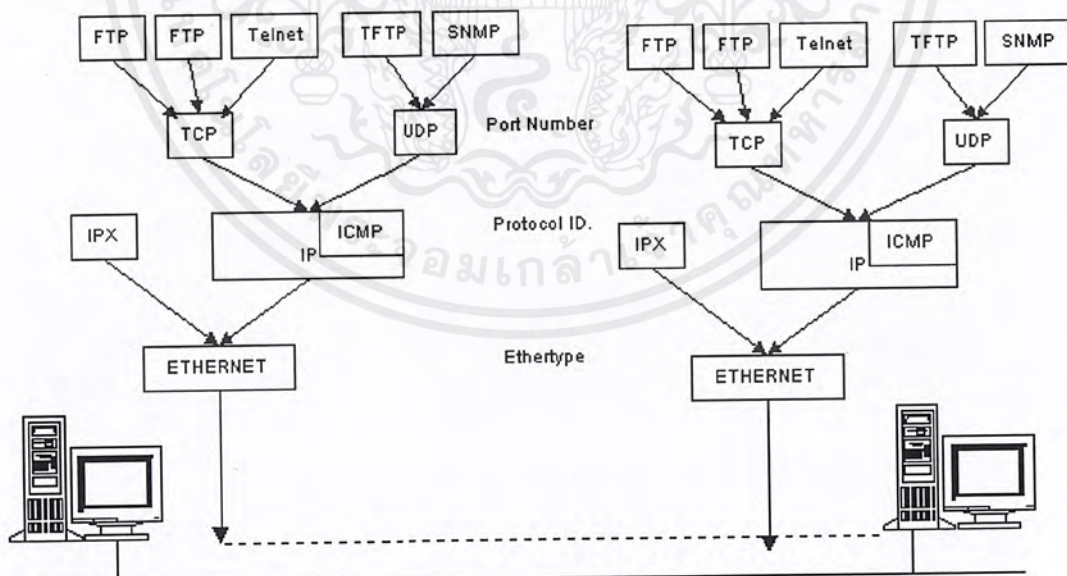 FTP FTP Telnet TFTP SNMP FTP FTP Telnet TFTP SNMP
TCP UDP Port Number TCP UDP
IPX IP ICMP Protocol ID. IPX IP ICMP
ETHERNET Ethertype ETHERNET